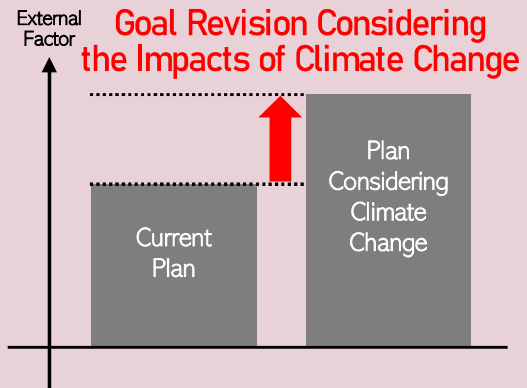 External
Factor
Goal Revision Considering
the Impacts of Climate Change
Current
Plan
Plan
Considering
Climate
Change